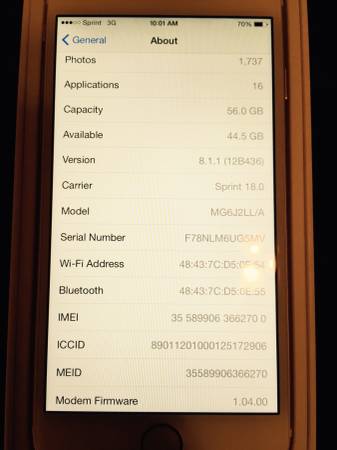 Sprint 3G 10:01 AM 70%
General About
Photos 1,737
Applications 16
Capacity 56.0 GB
Available 44.5 GB
Version 8.1.1 (12B436)
Carrier Sprint 18.0
Model MG6J2LL/A
Serial Number F78NLM6UG5MV
Wi-Fi Address 48:43:7C:D5:0E:54
Bluetooth 48:43:7C:D5:0E:55
IMEI 35 589906 366270 0
ICCID 89011201000125172906
MEID 35589906366270
Modem Firmware 1.04.00